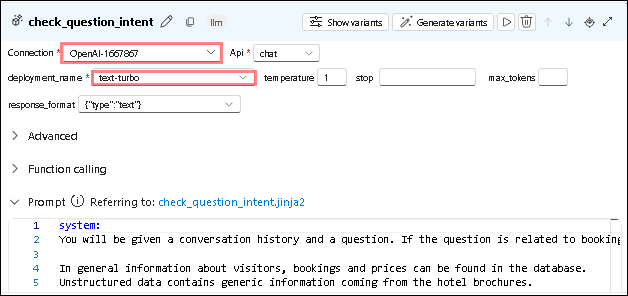 check_question_intent llm Show variants Generate variants
Connection * OpenAI-1667867 Api * chat
deployment_name * text-turbo temperature 1 stop max_tokens
response_format {"type":"text"}
Advanced
Function calling
Prompt Referring to: check_question_intent.jinja2
1 system:
2 You will be given a conversation history and a question. If the question is related to booking
3
4 In general information about visitors, bookings and prices can be found in the database.
5 Unstructured data contains generic information coming from the hotel brochures.